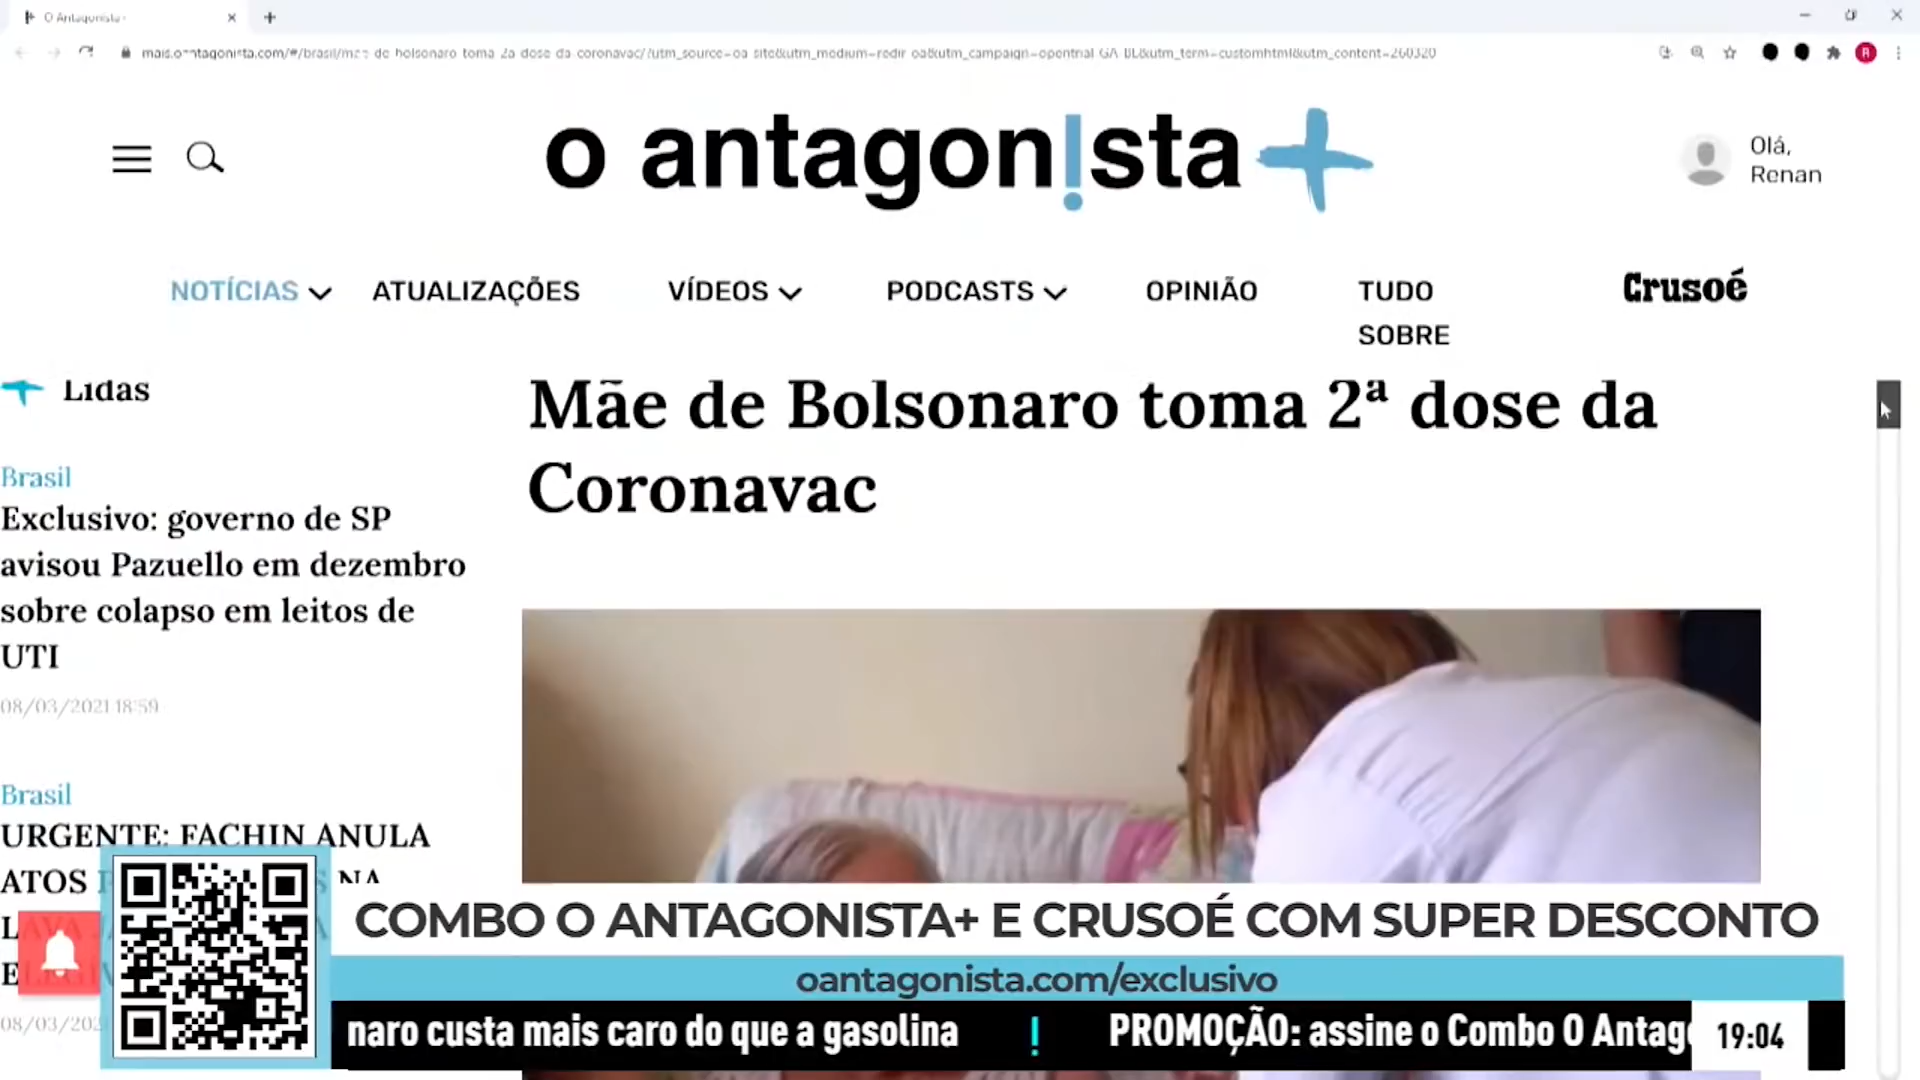 O Antagonista
o antagon!sta+
Olá,
Renan
NOTÍCIAS ATUALIZAÇÕES VÍDEOS PODCASTS OPINIÃO TUDO SOBRE Crusoé
Lidas
Mãe de Bolsonaro toma 2ª dose da
Coronavac
Brasil
Exclusivo: governo de SP
avisou Pazuello em dezembro
sobre colapso em leitos de
UTI
08/03/2021 18:59
Brasil
URGENTE: FACHIN ANULA
ATOS NA
COMBO O ANTAGONISTA+ E CRUSOÉ COM SUPER DESCONTO
oantagonista.com/exclusivo
naro custa mais caro do que a gasolina ! PROMOÇÃO: assine o Combo O Antag
19:04